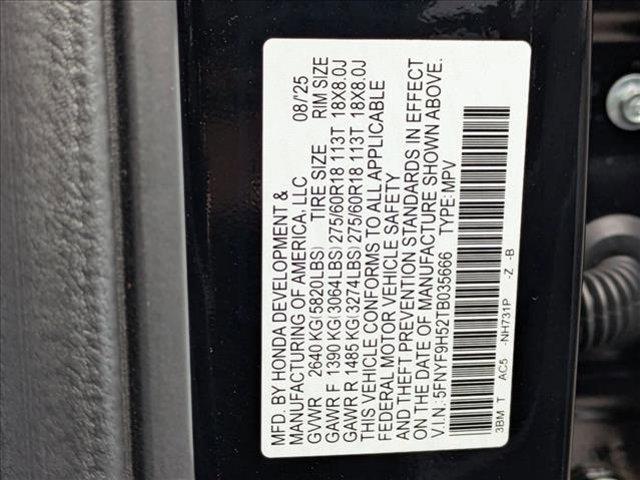 MFD. BY HONDA DEVELOPMENT &
MANUFACTURING OF AMERICA, LLC 08/'25
GVWR 2640 KG(5820LBS) TIRE SIZE RIM SIZE
GAWR F 1390 KG(3064LBS) 275/60R18 113T 18X8.0J
GAWR R 1485 KG(3274LBS) 275/60R18 113T 18X8.0J
THIS VEHICLE CONFORMS TO ALL APPLICABLE
FEDERAL MOTOR VEHICLE SAFETY
AND THEFT PREVENTION STANDARDS IN EFFECT
ON THE DATE OF MANUFACTURE SHOWN ABOVE.
V.I.N.: 5FNYF9H52TB035666 TYPE: MPV
3BM T AC5 -NH731P -Z -B